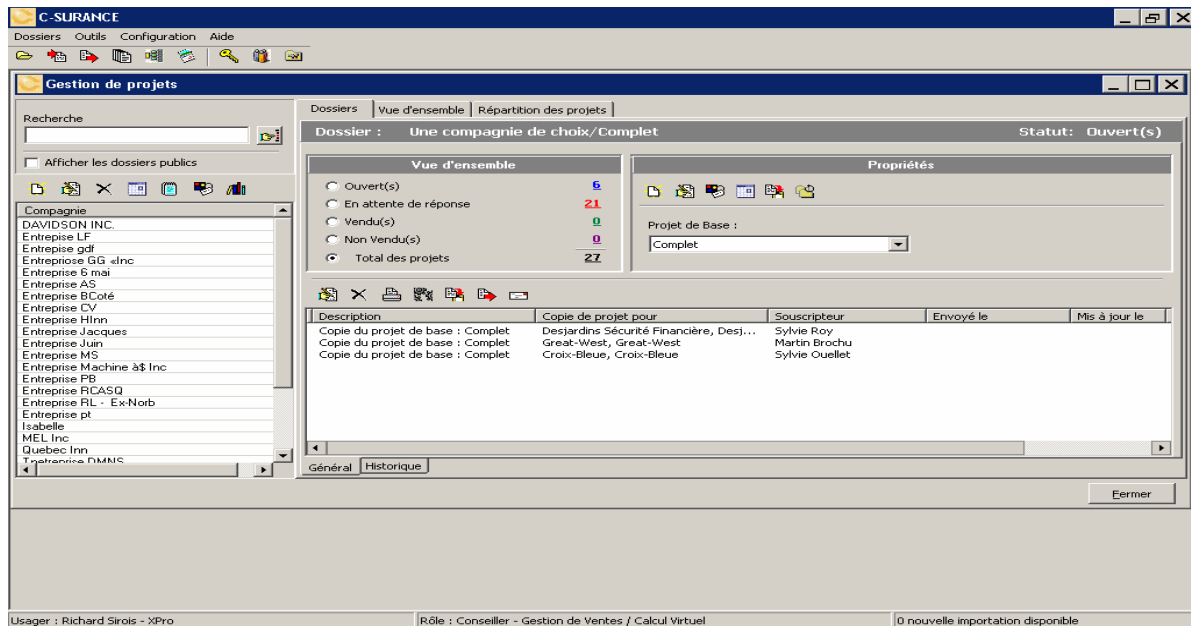 C-SURANCE
Dossiers Outils Configuration Aide
Gestion de projets
Recherche
Afficher les dossiers publics
Compagnie
DAVIDSON INC.
Entrepise LF
Entrepise gdf
Entrepriose GG «Inc
Entreprise 6 mai
Entreprise AS
Entreprise BCoté
Entreprise CV
Entreprise HInn
Entreprise Jacques
Entreprise Juin
Entreprise MS
Entreprise Machine à$ Inc
Entreprise PB
Entreprise RCASQ
Entreprise RL - Ex-Norb
Entreprise pt
Isabelle
MEL Inc
Quebec Inn
Dossiers Vue d'ensemble Répartition des projets
Dossier : Une compagnie de choix/Complet Statut: Ouvert(s)
Vue d'ensemble
Ouvert(s) 6
En attente de réponse 21
Vendu(s) 0
Non Vendu(s) 0
Total des projets 27
Propriétés
Projet de Base :
Complet
Description Copie de projet pour Souscripteur Envoyé le Mis à jour le
Copie du projet de base : Complet Desjardins Sécurité Financière, Desj... Sylvie Roy
Copie du projet de base : Complet Great-West, Great-West Martin Brochu
Copie du projet de base : Complet Croix-Bleue, Croix-Bleue Sylvie Ouellet
Général Historique
Fermer
Usager : Richard Sirois - XPro Rôle : Conseiller - Gestion de Ventes / Calcul Virtuel 0 nouvelle importation disponible